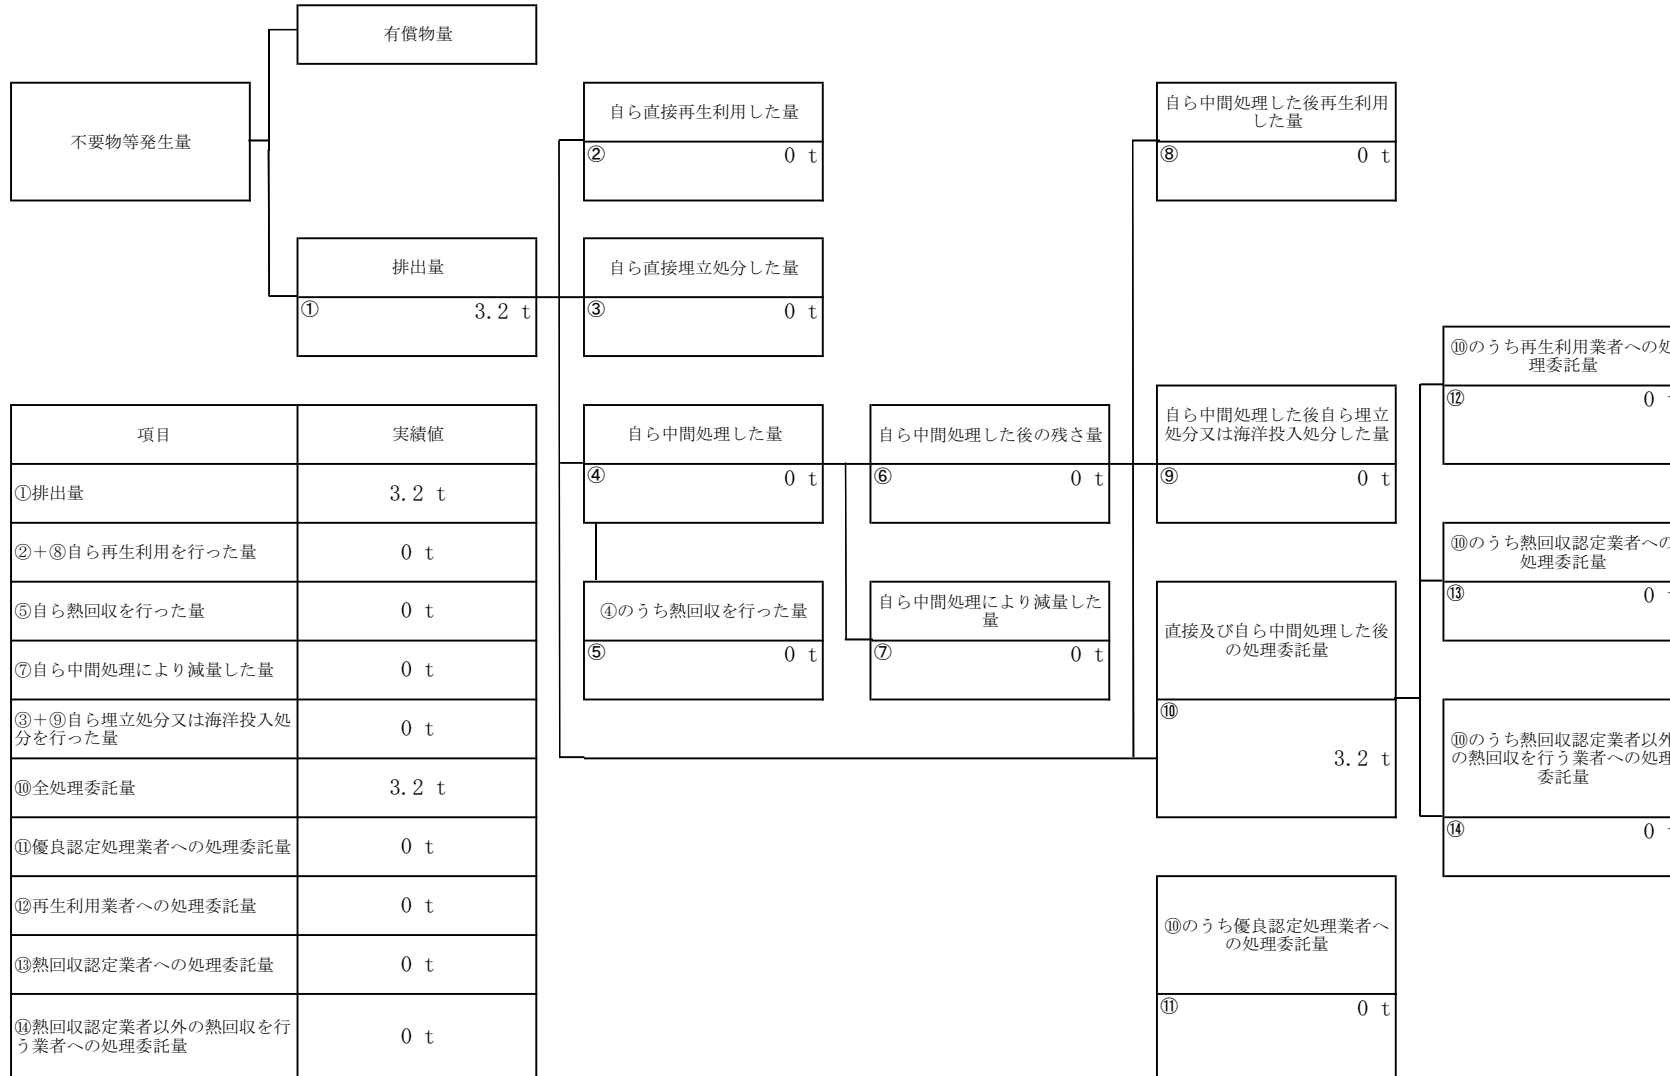 有償物量
不要物等発生量
自ら直接再生利用した量
② 0 t
自ら中間処理した後再生利用
した量
⑧ 0 t
排出量
① 3.2 t
自ら直接埋立処分した量
③ 0 t
⑩のうち再生利用業者への処
理委託量
⑫ 0 t
自ら中間処理した量
④ 0 t
自ら中間処理した後の残さ量
⑥ 0 t
自ら中間処理した後自ら埋立
処分又は海洋投入処分した量
⑨ 0 t
⑩のうち熱回収認定業者への
処理委託量
⑬ 0 t
④のうち熱回収を行った量
⑤ 0 t
自ら中間処理により減量した
量
⑦ 0 t
直接及び自ら中間処理した後
の処理委託量
⑩
3.2 t
⑩のうち熱回収認定業者以外
の熱回収を行う業者への処理
委託量
⑭ 0 t
⑩のうち優良認定処理業者へ
の処理委託量
⑪ 0 t
項目 実績値
①排出量 3.2 t
②+⑧自ら再生利用を行った量 0 t
⑤自ら熱回収を行った量 0 t
⑦自ら中間処理により減量した量 0 t
③+⑨自ら埋立処分又は海洋投入処
分を行った量 0 t
⑩全処理委託量 3.2 t
⑪優良認定処理業者への処理委託量 0 t
⑫再生利用業者への処理委託量 0 t
⑬熱回収認定業者への処理委託量 0 t
⑭熱回収認定業者以外の熱回収を行
う業者への処理委託量 0 t